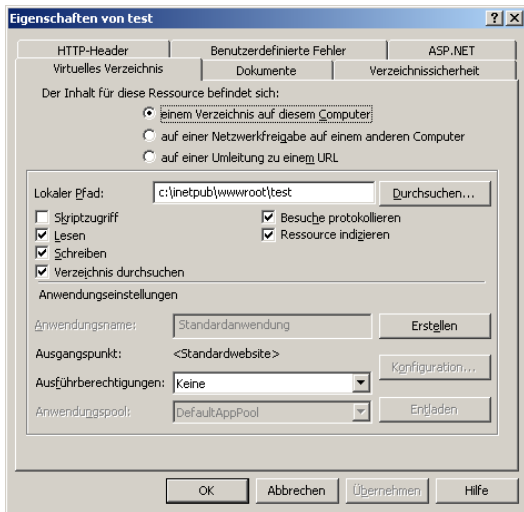 Eigenschaften von test
HTTP-Header Benutzerdefinierte Fehler ASP.NET
Virtuelles Verzeichnis Dokumente Verzeichnissicherheit
Der Inhalt für diese Ressource befindet sich:
einem Verzeichnis auf diesem Computer
auf einer Netzwerkfreigabe auf einem anderen Computer
auf einer Umleitung zu einem URL
Lokaler Pfad: c:\inetpub\wwwroot\test Durchsuchen...
Skriptzugriff Besuche protokollieren
Lesen Ressource indizieren
Schreiben
Verzeichnis durchsuchen
Anwendungseinstellungen
Anwendungsname: Standardanwendung Erstellen
Ausgangspunkt: <Standardwebsite>
Konfiguration...
Ausführberechtigungen: Keine
Anwendungspool: DefaultAppPool Entladen
OK Abbrechen Übernehmen Hilfe